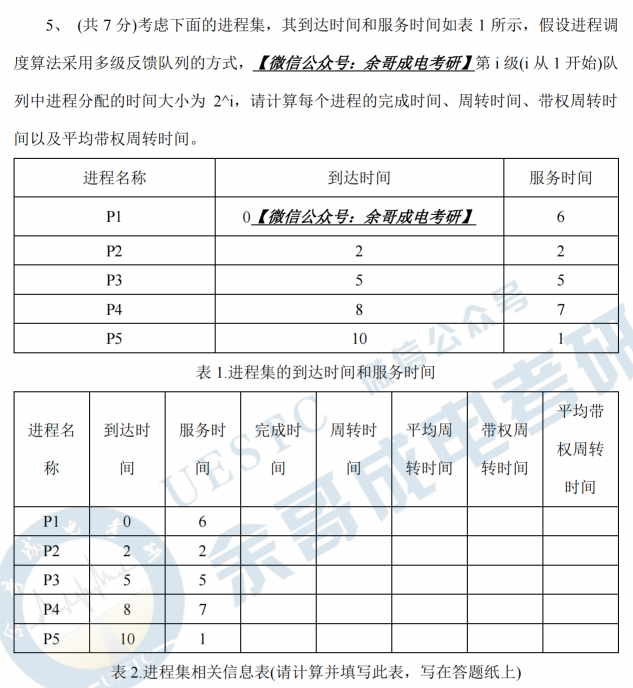 5、 (共 7 分)考虑下面的进程集，其到达时间和服务时间如表 1 所示，假设进程调
度算法采用多级反馈队列的方式，【微信公众号：余哥成电考研】第 i 级(i 从 1 开始)队
列中进程分配的时间大小为 2^i，请计算每个进程的完成时间、周转时间、带权周转时
间以及平均带权周转时间。
进程名称 到达时间 服务时间
P1 0【微信公众号：余哥成电考研】 6
P2 2 2
P3 5 5
P4 8 7
P5 10 1
表 1.进程集的到达时间和服务时间
进程名称 到达时间 服务时间 完成时间 周转时间 平均周转时间 带权周转时间 平均带权周转时间
P1 0 6
P2 2 2
P3 5 5
P4 8 7
P5 10 1
表 2.进程集相关信息表(请计算并填写此表，写在答题纸上)
UESTC 微信公众号
余哥成电考研